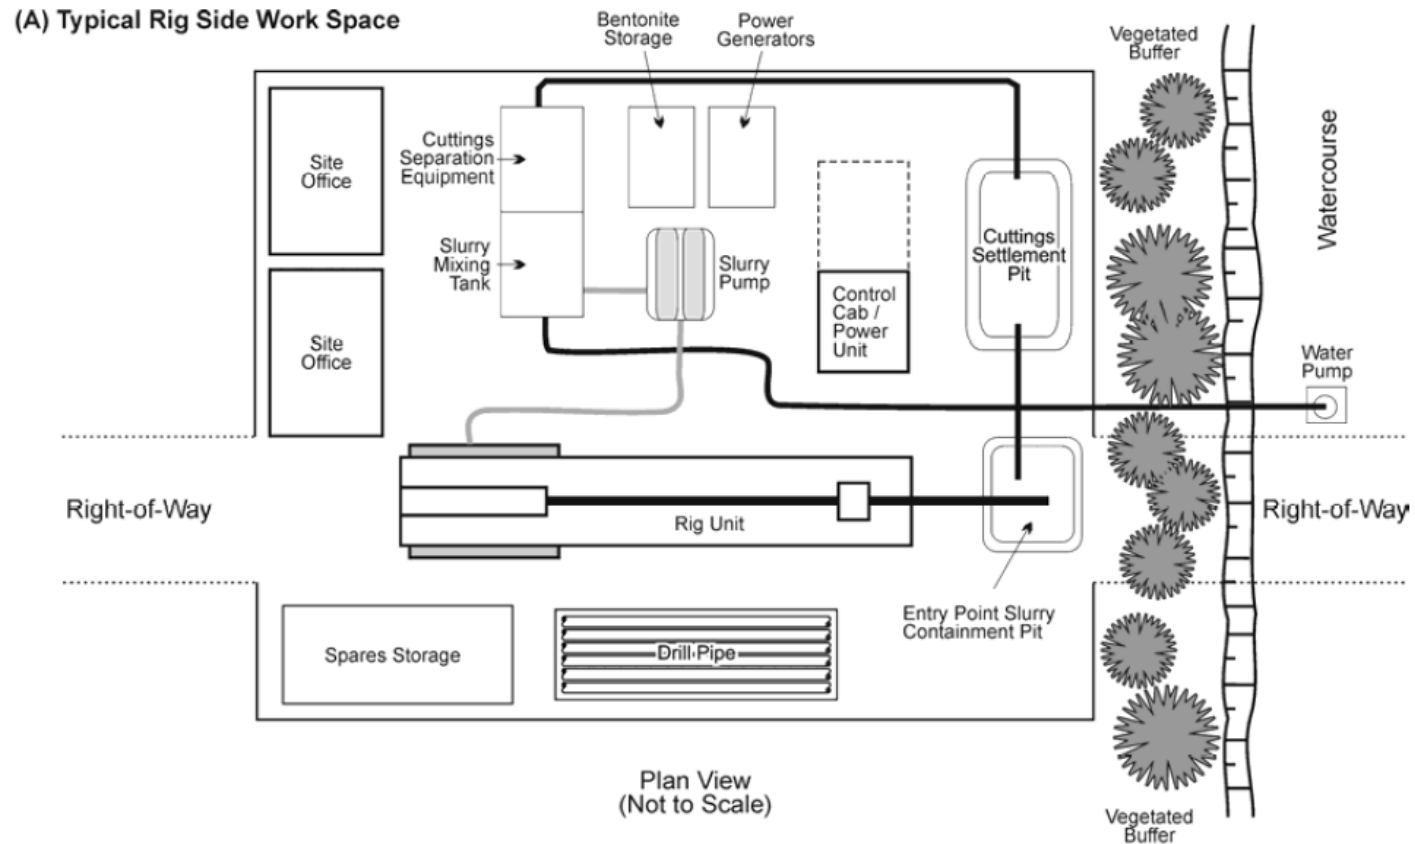 (A) Typical Rig Side Work Space
Bentonite
Storage
Power
Generators
Vegetated
Buffer
Site
Office
Cuttings
Separation
Equipment
Watercourse
Slurry
Mixing
Tank
Slurry
Pump
Cuttings
Settlement
Pit
Control
Cab /
Power
Unit
Site
Office
Water
Pump
Right-of-Way
Rig Unit
Right-of-Way
Entry Point Slurry
Containment Pit
Spares Storage
Drill Pipe
Plan View
(Not to Scale)
Vegetated
Buffer